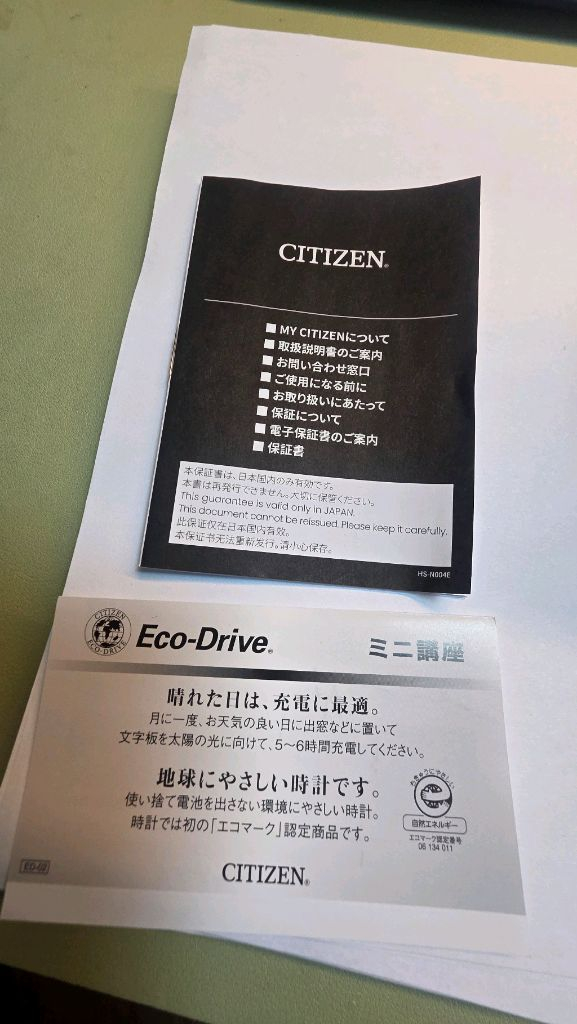 CITIZEN®
■ MY CITIZENについて
■ 取扱説明書のご案内
■ お問い合わせ窓口
■ ご使用になる前に
■ お取り扱いにあたって
■ 保証について
■ 電子保証書のご案内
■ 保証書
本保証書は、日本国内のみ有効です。
本書は再発行できません。大切に保管ください。
This guarantee is valid only in JAPAN.
This document cannot be reissued. Please keep it carefully.
此保证仅在日本国内有效。
本保证书无法重新发行。请小心保存。
HS-N004E
CITIZEN
ECO-DRIVE
Eco-Drive®
ミニ講座
晴れた日は、充電に最適。
月に一度、お天気の良い日に出窓などに置いて
文字板を太陽の光に向けて、5〜6時間充電してください。
地球にやさしい時計です。
使い捨て電池を出さない環境にやさしい時計。
時計では初の「エコマーク」認定商品です。
ちきゅうにやさしい
自然エネルギー
エコマーク認定番号
06 134 011
ED-02
CITIZEN®